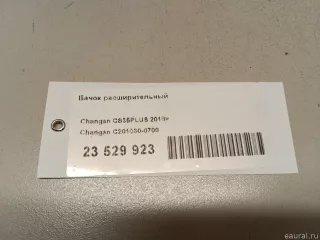 Бачок расширительный
Changan CS35PLUS 2018>
Changan C201030-0700
23 529 923
eaural.ru